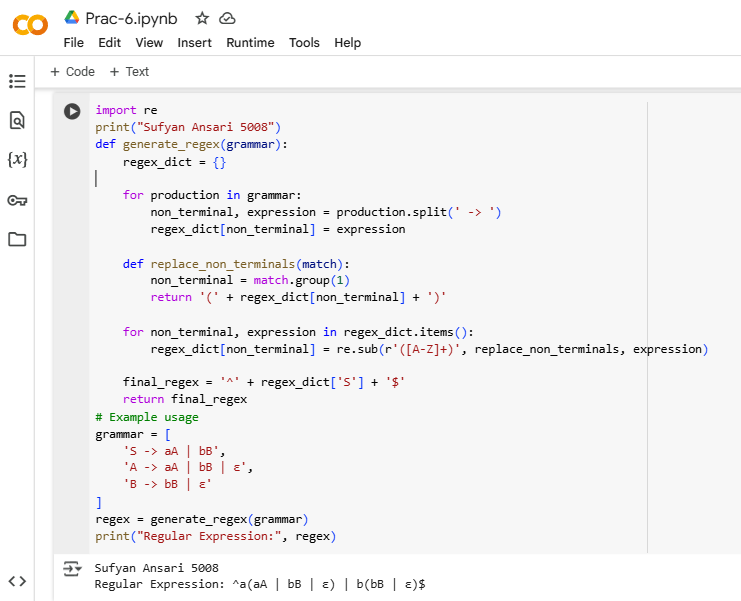 Prac-6.ipynb
File Edit View Insert Runtime Tools Help
+ Code + Text
import re
print("Sufyan Ansari 5008")
def generate_regex(grammar):
    regex_dict = {}

    for production in grammar:
        non_terminal, expression = production.split(' -> ')
        regex_dict[non_terminal] = expression

    def replace_non_terminals(match):
        non_terminal = match.group(1)
        return '(' + regex_dict[non_terminal] + ')'

    for non_terminal, expression in regex_dict.items():
        regex_dict[non_terminal] = re.sub(r'([A-Z]+)', replace_non_terminals, expression)

    final_regex = '^' + regex_dict['S'] + '$'
    return final_regex
# Example usage
grammar = [
    'S -> aA | bB',
    'A -> aA | bB | ε',
    'B -> bB | ε'
]
regex = generate_regex(grammar)
print("Regular Expression:", regex)
Sufyan Ansari 5008
Regular Expression: ^a(aA | bB | ε) | b(bB | ε)$